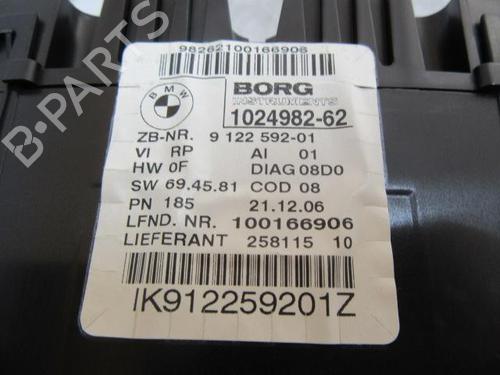 98262100166906
BMW
BORG
INSTRUMENTS
1024982-62
ZB-NR. 9 122 592-01
VI RP AI 01
HW 0F DIAG 08D0
SW 69.45.81 COD 08
PN 185 21.12.06
LFND. NR. 100166906
LIEFERANT 258115 10
IK912259201Z
B-PARTS